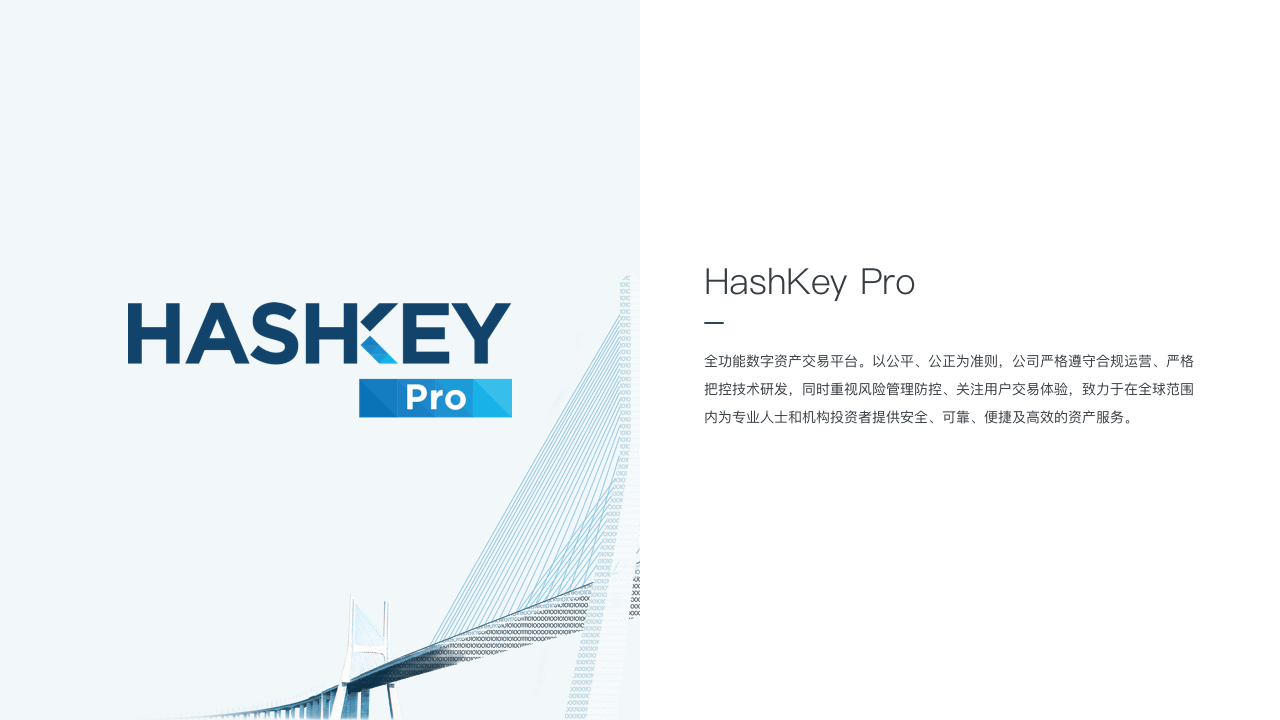 HASHKEY
Pro
HashKey Pro
全功能数字资产交易平台。以公平、公正为准则，公司严格遵守合规运营、严格
把控技术研发，同时重视风险管理防控、关注用户交易体验，致力于在全球范围
内为专业人士和机构投资者提供安全、可靠、便捷及高效的资产服务。